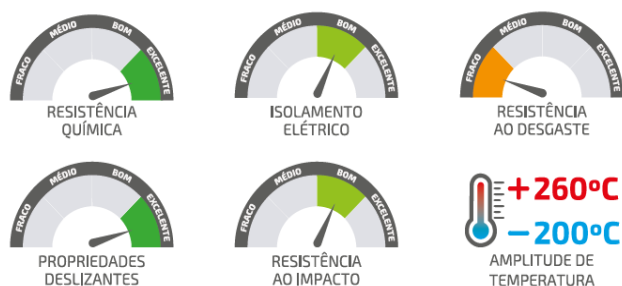 FRACO MÉDIO BOM EXCELENTE
RESISTÊNCIA
QUÍMICA
FRACO MÉDIO BOM EXCELENTE
ISOLAMENTO
ELÉTRICO
FRACO MÉDIO BOM EXCELENTE
RESISTÊNCIA
AO DESGASTE
FRACO MÉDIO BOM EXCELENTE
PROPRIEDADES
DESLIZANTES
FRACO MÉDIO BOM EXCELENTE
RESISTÊNCIA
AO IMPACTO
+260ºC
−200ºC
AMPLITUDE DE
TEMPERATURA